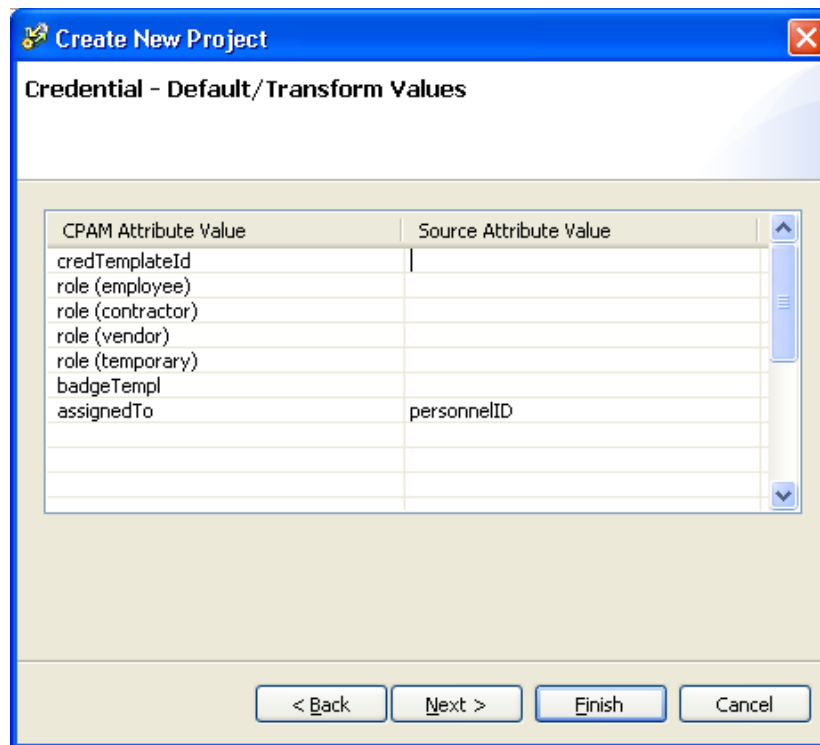 Create New Project
Credential - Default/Transform Values
CPAM Attribute Value Source Attribute Value
credTemplateId
role (employee)
role (contractor)
role (vendor)
role (temporary)
badgeTempl
assignedTo personnelID
< Back Next > Finish Cancel